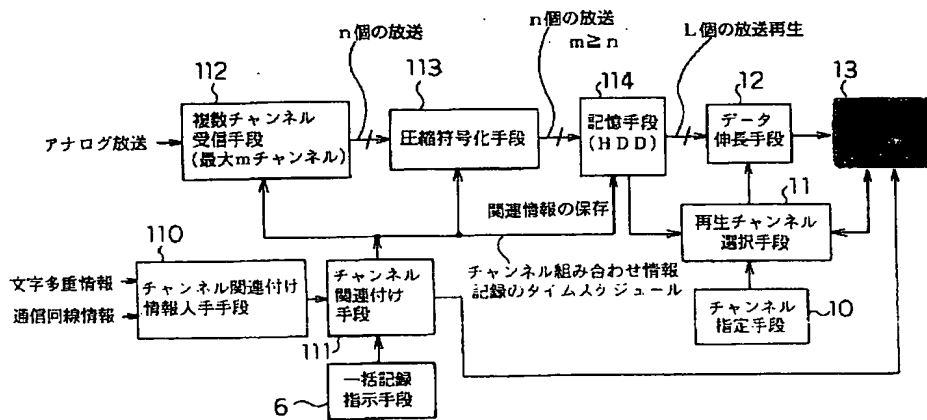 n個の放送
n個の放送
m≧n
L個の放送再生
112
113
114
12
13
アナログ放送
複数チャンネル
受信手段
(最大mチャンネル)
圧縮符号化手段
記憶手段
(HDD)
データ
伸長手段
関連情報の保存
11
再生チャンネル
選択手段
110
文字多重情報
通信回線情報
チャンネル関連付け
情報入手手段
チャンネル
関連付け
手段
111
チャンネル組み合わせ情報
記録のタイムスケジュール
チャンネル
指定手段
10
一括記録
指示手段
6